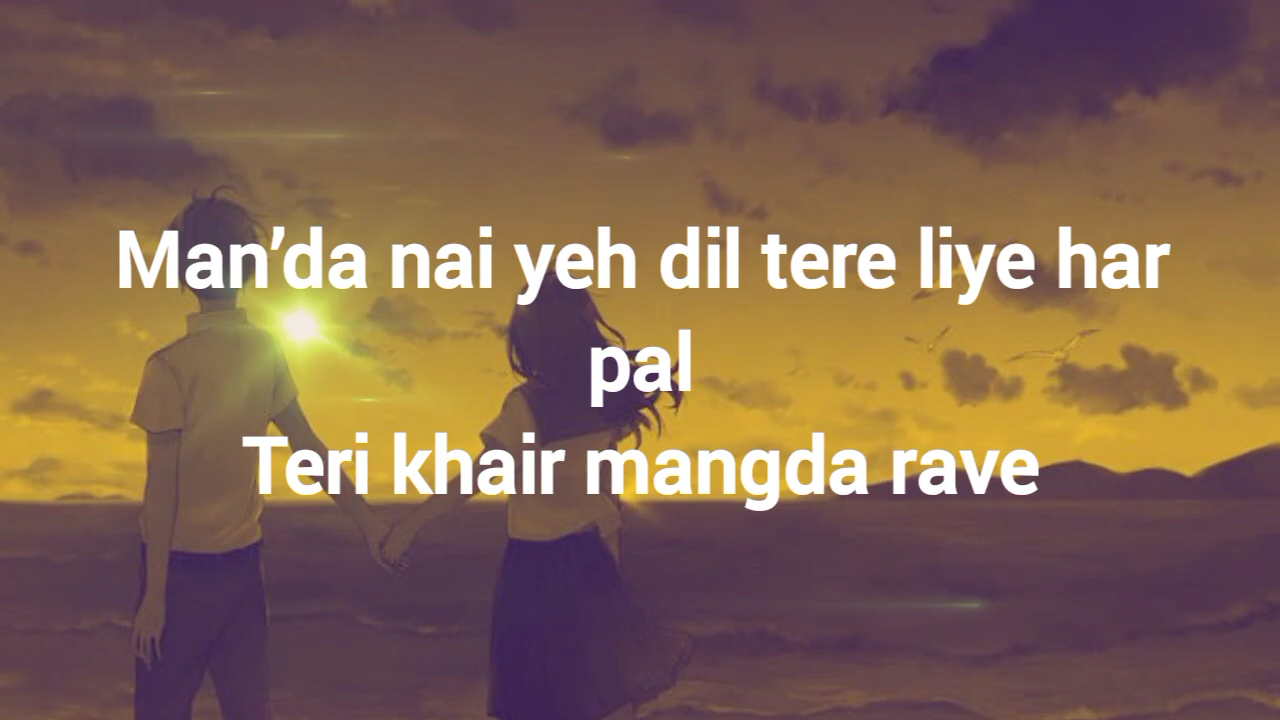 Man’da nai yeh dil tere liye har
pal
Teri khair mangda rave